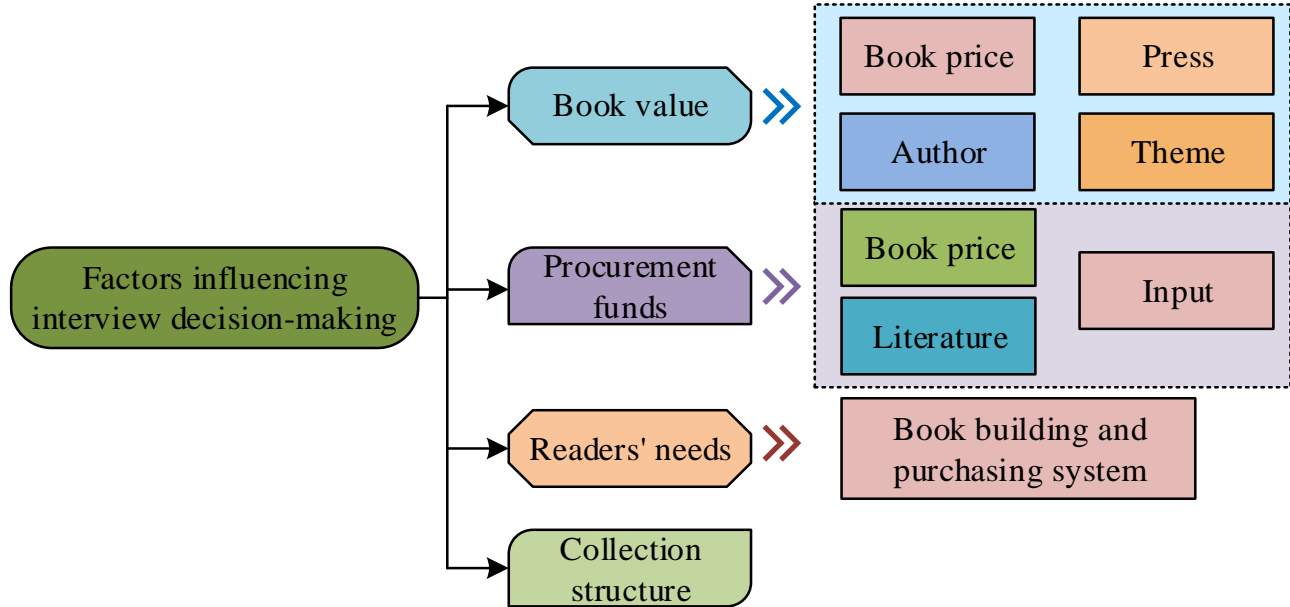 Factors influencing
interview decision-making
Book value
Book price
Press
Author
Theme
Procurement
funds
Book price
Literature
Input
Readers' needs
Book building and
purchasing system
Collection
structure